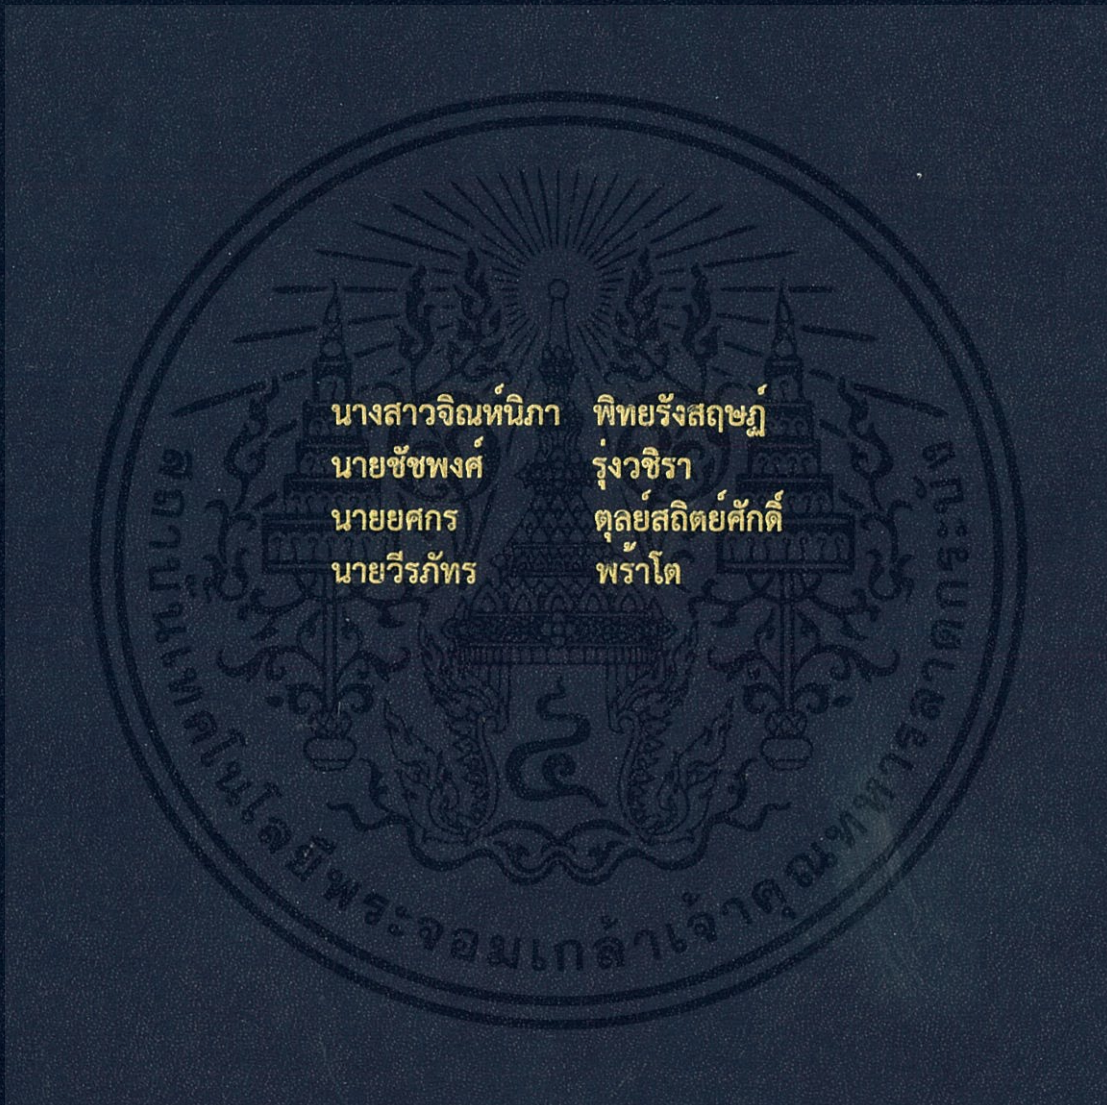 นางสาวจิณห์นิภา พิทยรังสฤษฏ์
นายชัชพงศ์ รุ่งวชิรา
นายยศกร ตุลย์สถิตย์ศักดิ์
นายวีรภัทร พร้าโต
สถาบันเทคโนโลยีพระจอมเกล้าเจ้าคุณทหารลาดกระบัง